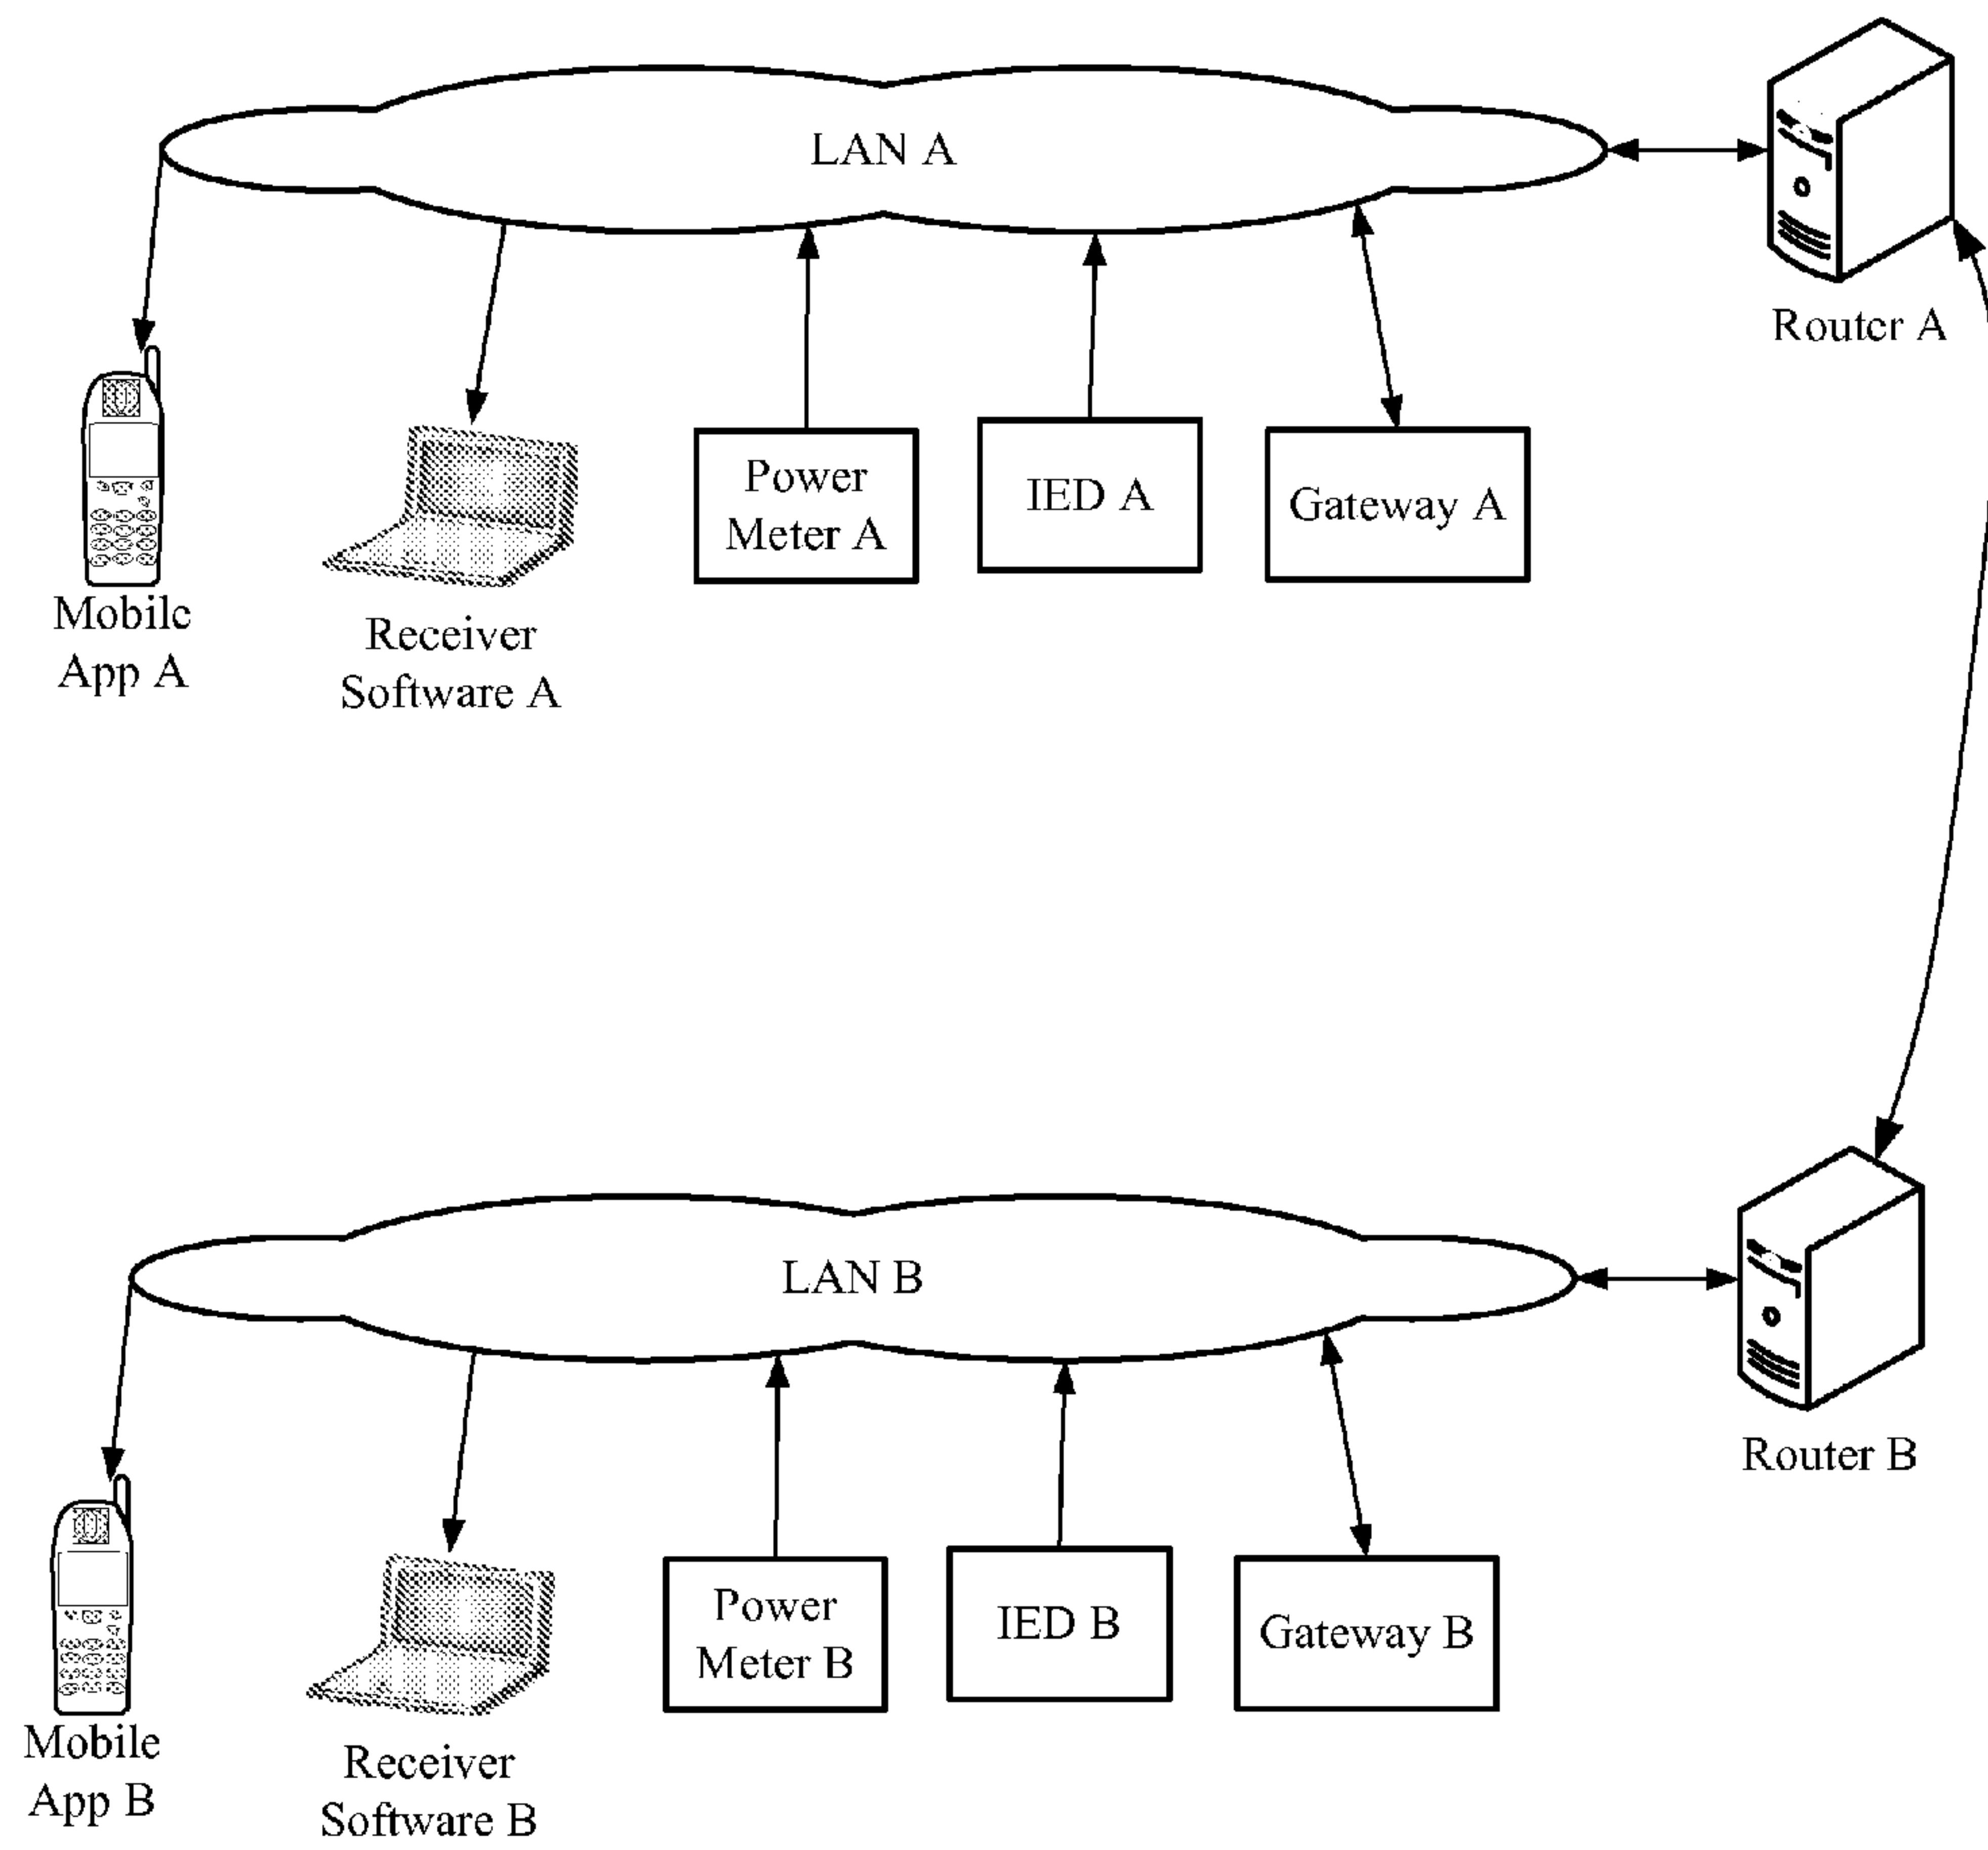 LAN A
Router A
Mobile
App A
Receiver
Software A
Power
Meter A
IED A
Gateway A
LAN B
Router B
Mobile
App B
Receiver
Software B
Power
Meter B
IED B
Gateway B